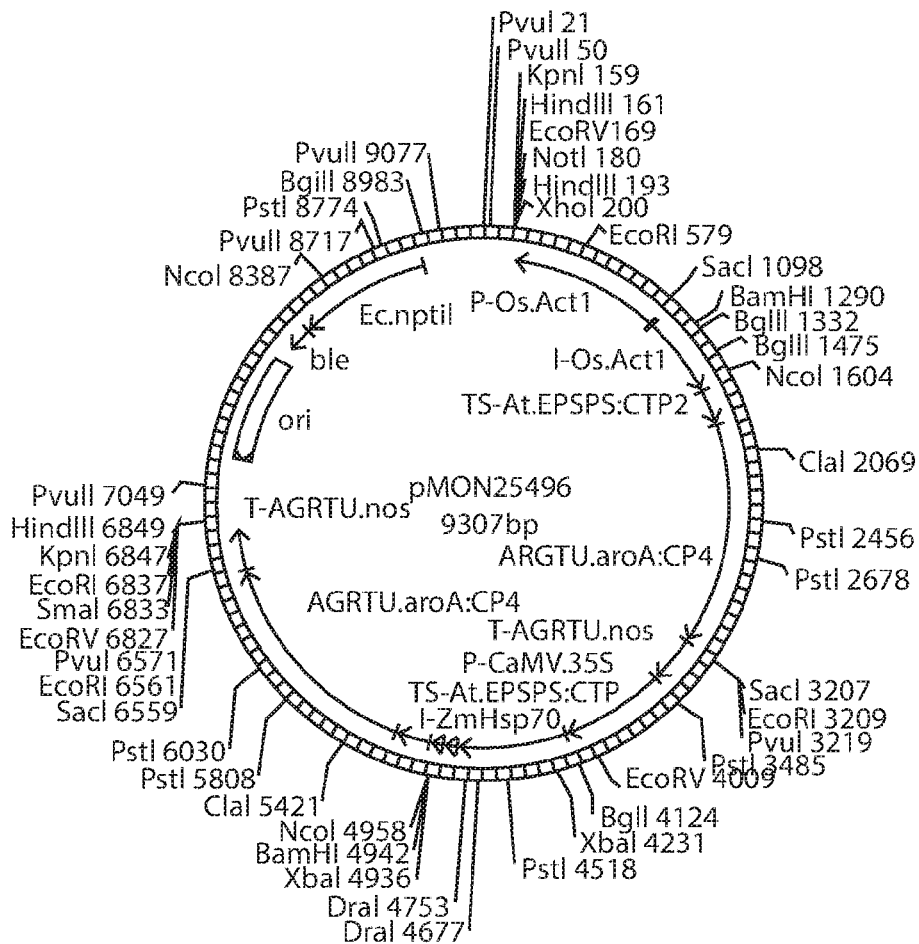 PvuI 21
PvuII 50
KpnI 159
HindIII 161
EcoRV169
NotI 180
HindIII 193
XhoI 200
EcoRI 579
SacI 1098
BamHI 1290
BglII 1332
BglII 1475
NcoI 1604
ClaI 2069
PstI 2456
PstI 2678
SacI 3207
EcoRI 3209
PvuI 3219
PstI 3485
EcoRV 4009
BglI 4124
XbaI 4231
PstI 4518
DraI 4677
DraI 4753
XbaI 4936
BamHI 4942
NcoI 4958
ClaI 5421
PstI 5808
PstI 6030
SacI 6559
EcoRI 6561
PvuI 6571
EcoRV 6827
SmaI 6833
EcoRI 6837
KpnI 6847
HindIII 6849
PvuII 7049
NcoI 8387
PvuII 8717
PstI 8774
BgiII 8983
PvuII 9077
P-Os.Act1
Ec.nptiI
I-Os.Act1
ble
TS-At.EPSPS:CTP2
ori
pMON25496
T-AGRTU.nos
9307bp
ARGTU.aroA:CP4
AGRTU.aroA:CP4
T-AGRTU.nos
P-CaMV.35S
TS-At.EPSPS:CTP
I-ZmHsp70